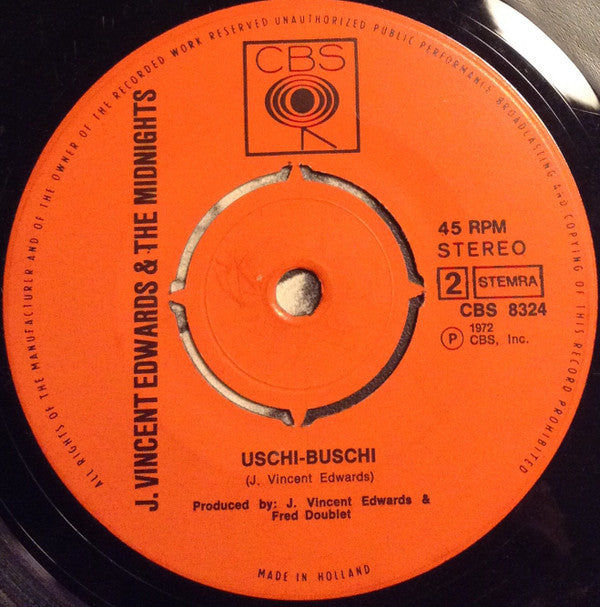 ALL RIGHTS OF THE MANUFACTURER AND OF THE OWNER OF THE RECORDED WORK RESERVED UNAUTHORIZED PUBLIC PERFORMANCE BROADCASTING AND COPYING OF THIS RECORD PROHIBITED
CBS
J. VINCENT EDWARDS & THE MIDNIGHTS
45 RPM
STEREO
2 STEMRA
CBS 8324
P 1972
CBS, Inc.
USCHI-BUSCHI
(J. Vincent Edwards)
Produced by: J. Vincent Edwards &
Fred Doublet
MADE IN HOLLAND